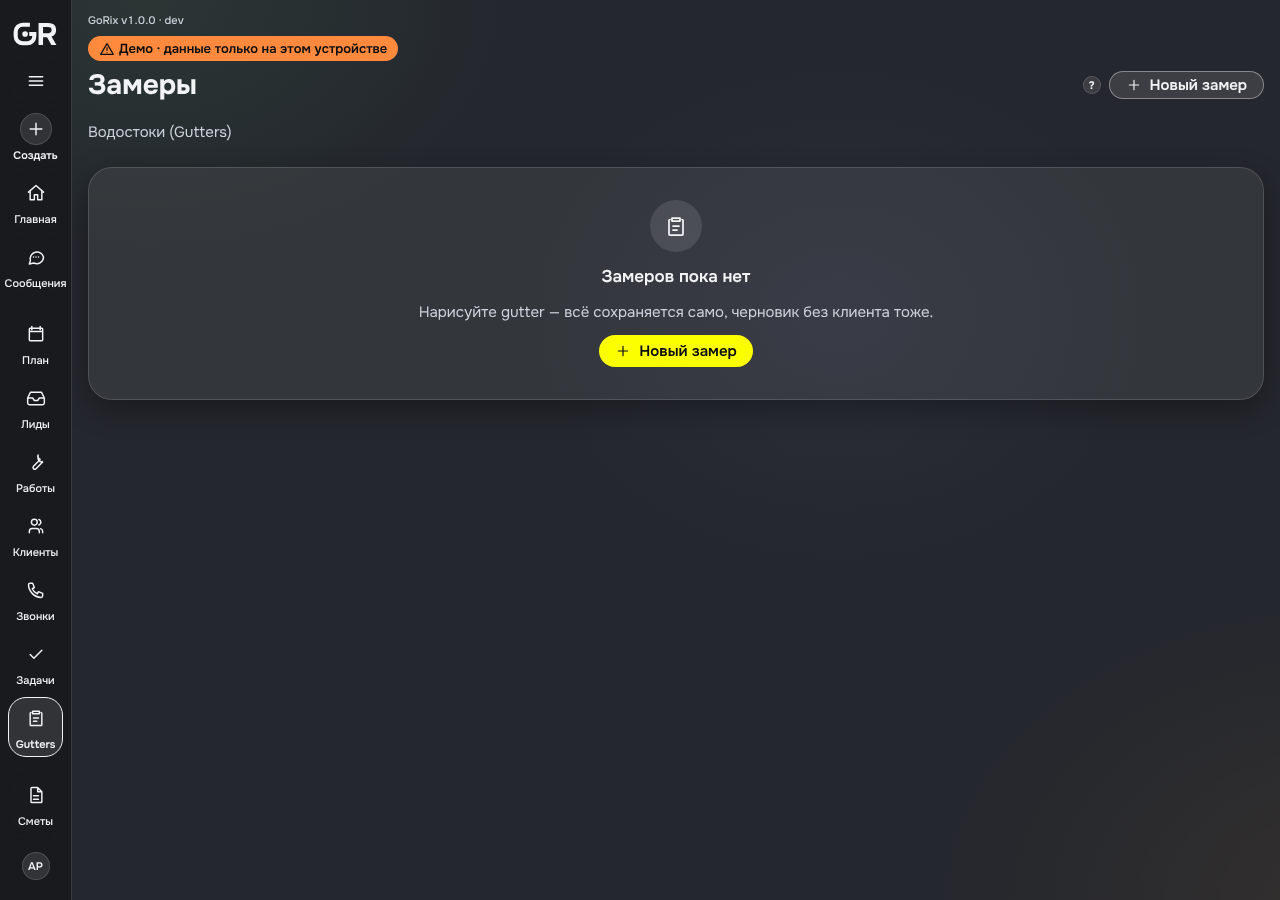 GR
GoRix v1.0.0 · dev
Демо · данные только на этом устройстве
Замеры
?
Новый замер
Водостоки (Gutters)
Замеров пока нет
Нарисуйте gutter — всё сохраняется само, черновик без клиента тоже.
Новый замер
Создать
Главная
Сообщения
План
Лиды
Работы
Клиенты
Звонки
Задачи
Gutters
Сметы
AP